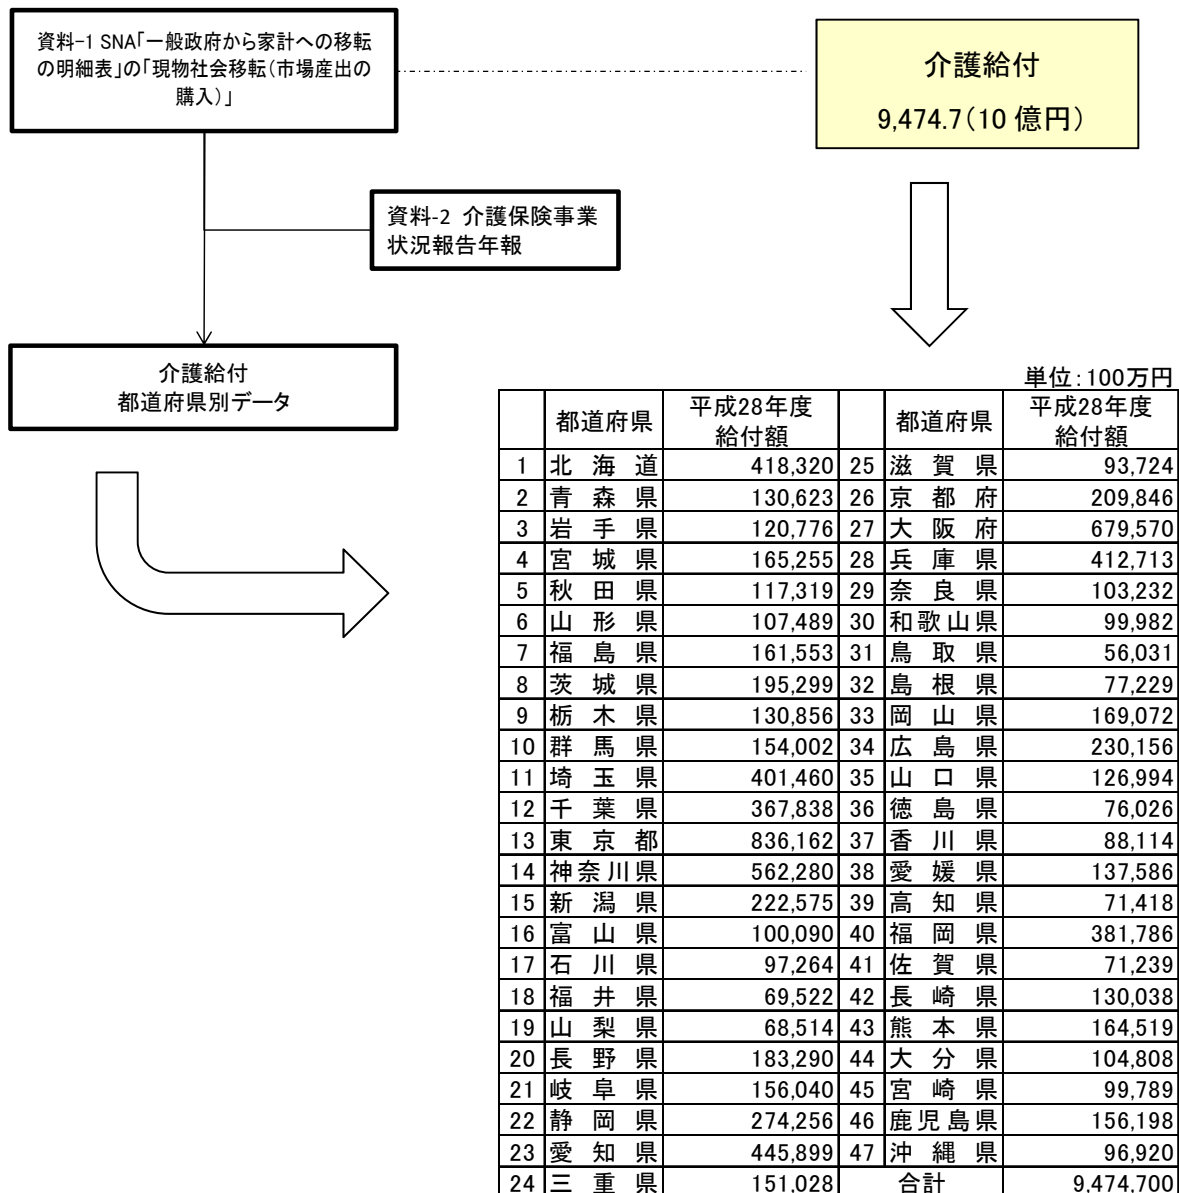 資料-1 SNA「一般政府から家計への移転
の明細表」の「現物社会移転(市場産出の
購入)」
介護給付
9,474.7(10 億円)
資料-2 介護保険事業
状況報告年報
介護給付
都道府県別データ
単位:100万円
都道府県 平成28年度 給付額 都道府県 平成28年度 給付額
1 北海道 418,320 25 滋賀県 93,724
2 青森県 130,623 26 京都府 209,846
3 岩手県 120,776 27 大阪府 679,570
4 宮城県 165,255 28 兵庫県 412,713
5 秋田県 117,319 29 奈良県 103,232
6 山形県 107,489 30 和歌山県 99,982
7 福島県 161,553 31 鳥取県 56,031
8 茨城県 195,299 32 島根県 77,229
9 栃木県 130,856 33 岡山県 169,072
10 群馬県 154,002 34 広島県 230,156
11 埼玉県 401,460 35 山口県 126,994
12 千葉県 367,838 36 徳島県 76,026
13 東京都 836,162 37 香川県 88,114
14 神奈川県 562,280 38 愛媛県 137,586
15 新潟県 222,575 39 高知県 71,418
16 富山県 100,090 40 福岡県 381,786
17 石川県 97,264 41 佐賀県 71,239
18 福井県 69,522 42 長崎県 130,038
19 山梨県 68,514 43 熊本県 164,519
20 長野県 183,290 44 大分県 104,808
21 岐阜県 156,040 45 宮崎県 99,789
22 静岡県 274,256 46 鹿児島県 156,198
23 愛知県 445,899 47 沖縄県 96,920
24 三重県 151,028 合計 9,474,700